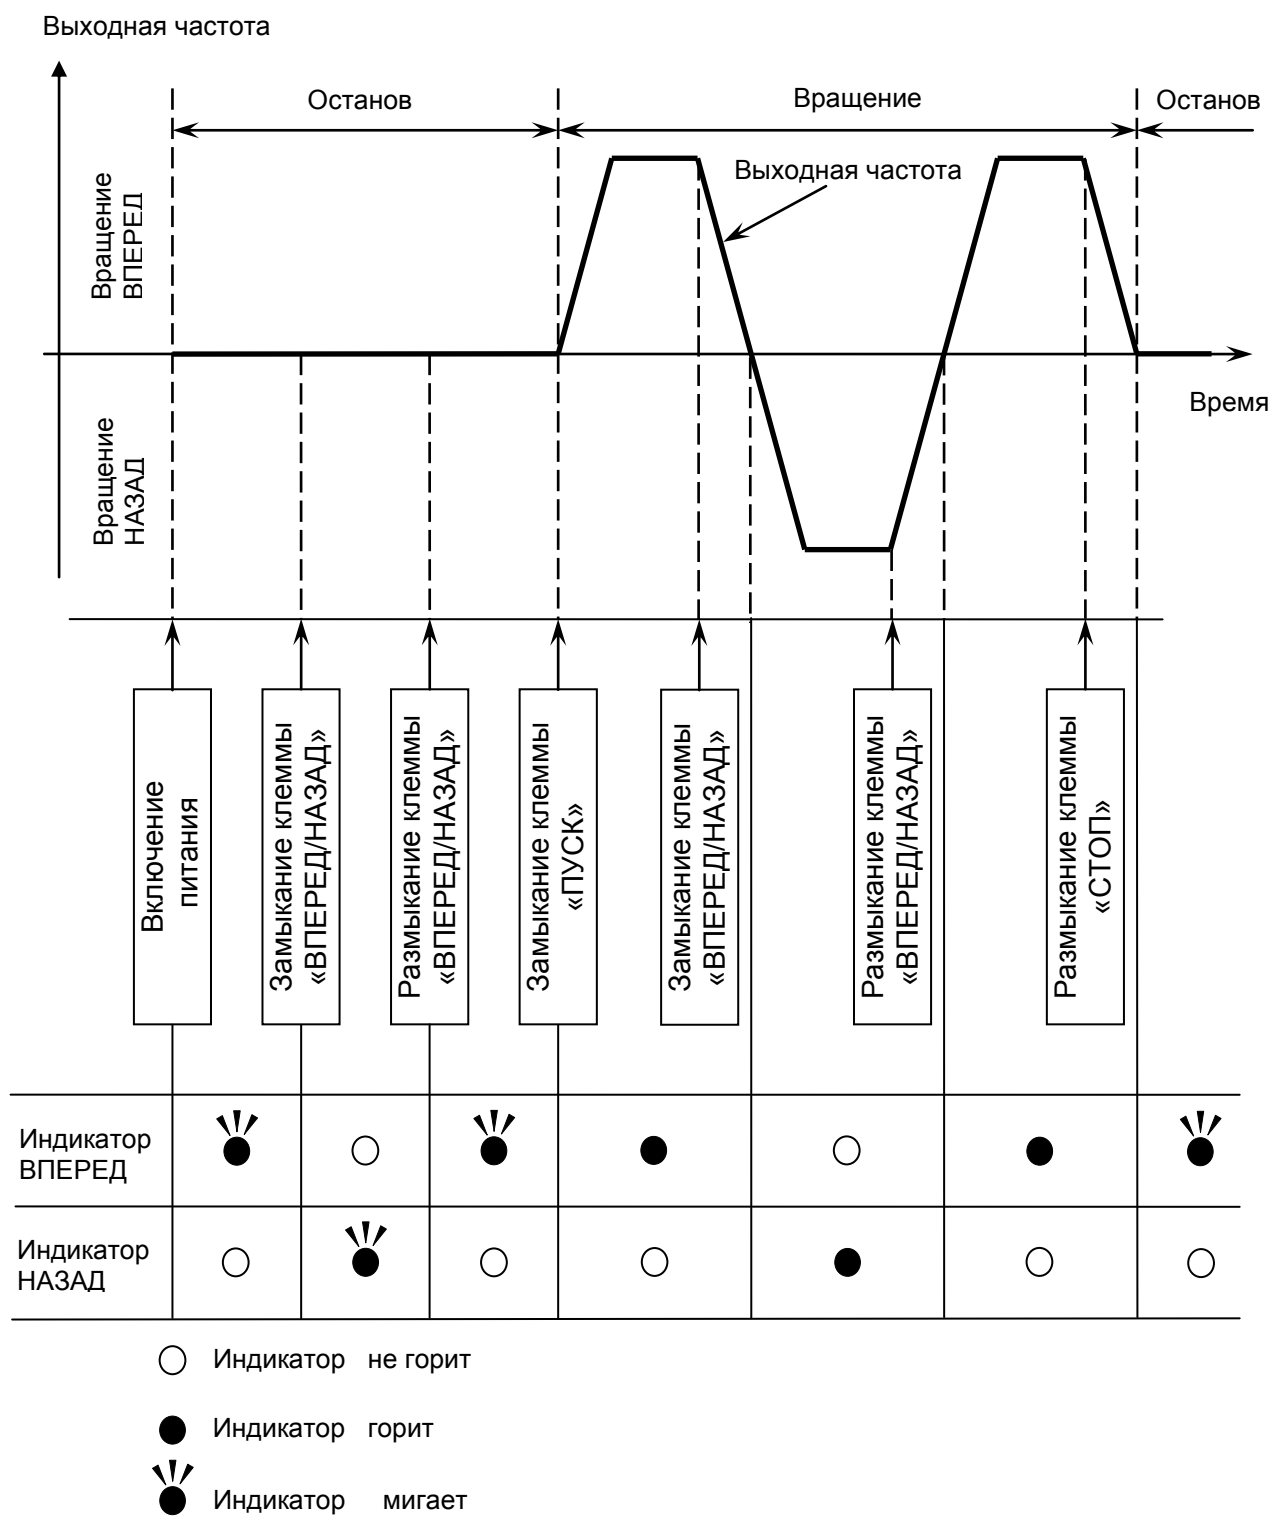 Выходная частота
Останов
Вращение
Останов
Выходная частота
Вращение
ВПЕРЕД
Время
Вращение
НАЗАД
Включение
питания
Замыкание клеммы
«ВПЕРЕД/НАЗАД»
Размыкание клеммы
«ВПЕРЕД/НАЗАД»
Замыкание клеммы
«ПУСК»
Замыкание клеммы
«ВПЕРЕД/НАЗАД»
Размыкание клеммы
«ВПЕРЕД/НАЗАД»
Размыкание клеммы
«СТОП»
Индикатор
ВПЕРЕД
Индикатор
НАЗАД
Индикатор не горит
Индикатор горит
Индикатор мигает